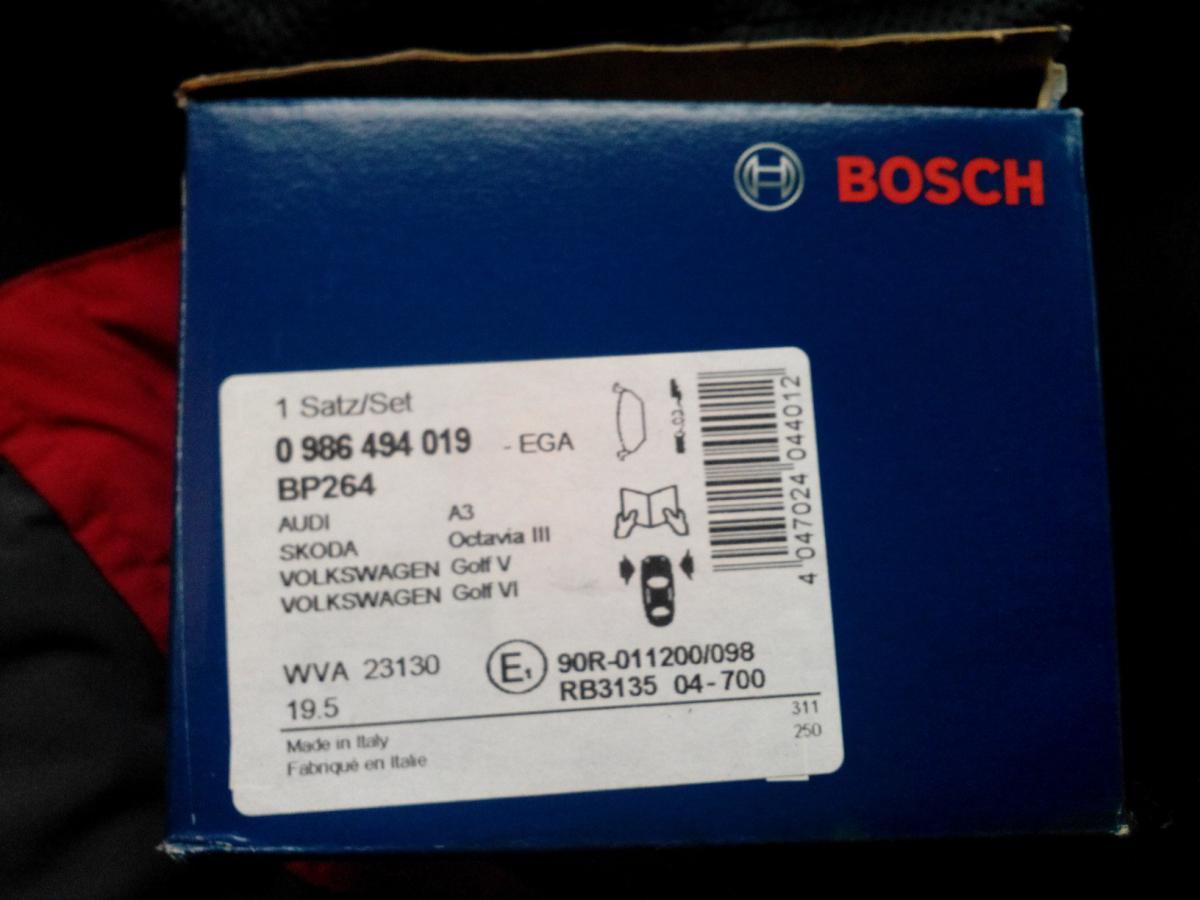 BOSCH
1 Satz/Set
0 986 494 019 - EGA
BP264
AUDI A3
SKODA Octavia III
VOLKSWAGEN Golf V
VOLKSWAGEN Golf VI
WVA 23130
19.5
E1 90R-011200/098
RB3135 04-700
311
250
Made in Italy
Fabriqué en Italie
4 047024 044012